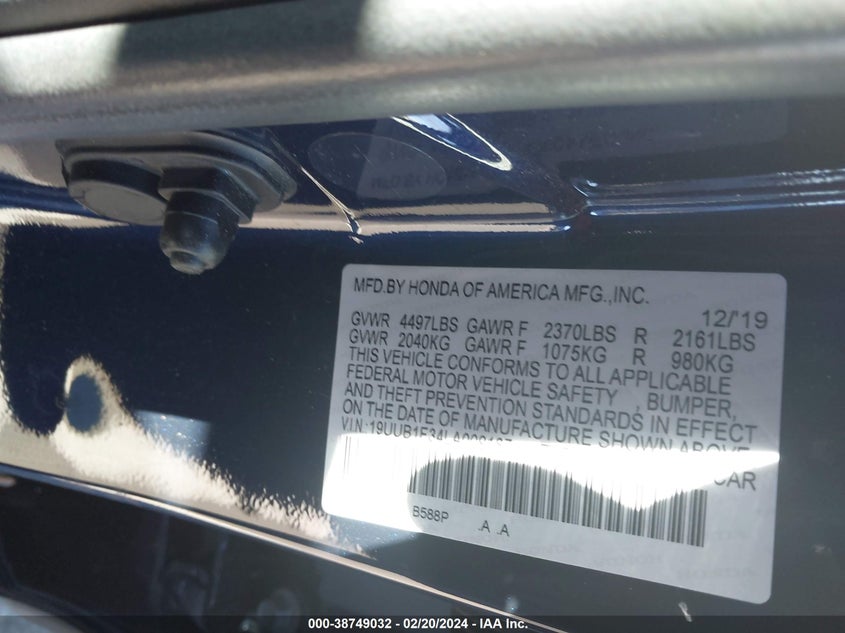 MFD.BY HONDA OF AMERICA MFG.,INC.
12/'19
GVWR 4497LBS GAWR F 2370LBS R 2161LBS
GVWR 2040KG GAWR F 1075KG R 980KG
THIS VEHICLE CONFORMS TO ALL APPLICABLE
FEDERAL MOTOR VEHICLE SAFETY , BUMPER,
AND THEFT PREVENTION STANDARDS IN EFFECT
ON THE DATE OF MANUFACTURE SHOWN ABOVE
VIN:
CAR
B588P .A .A
000-38749032 - 02/20/2024 - IAA Inc.